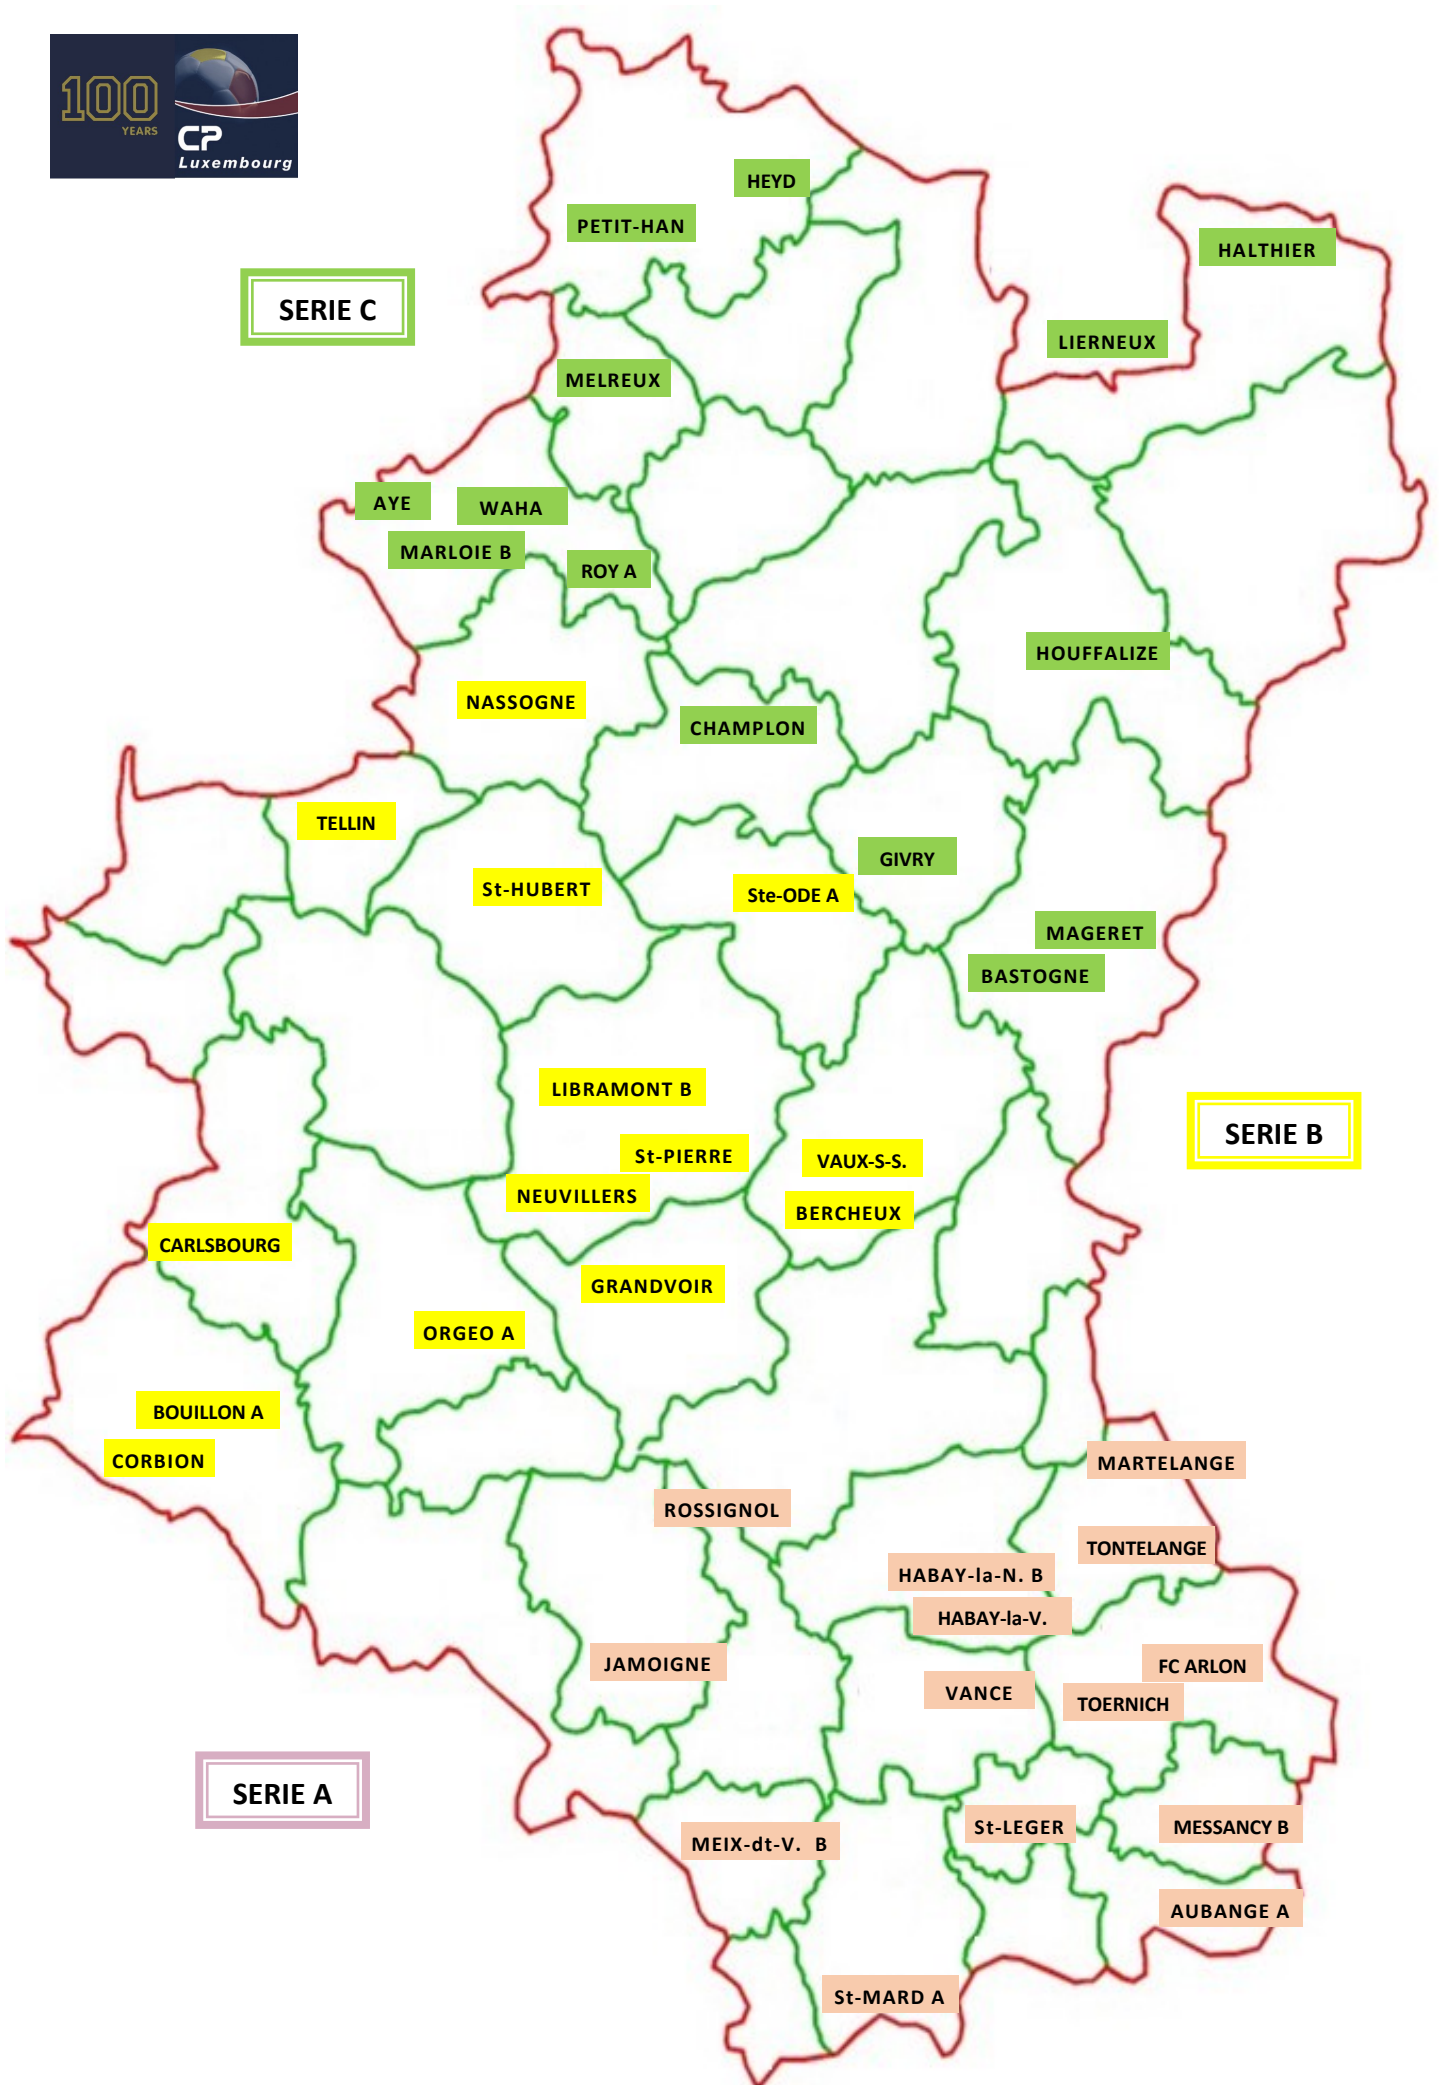 100
YEARS
CP
Luxembourg
HEYD
PETIT-HAN
HALTHIER
SERIE C
LIERNEUX
MELREUX
AYE
WAHA
MARLOIE B
ROY A
HOUFFALIZE
NASSOGNE
CHAMPLON
TELLIN
GIVRY
St-HUBERT
Ste-ODE A
MAGERET
BASTOGNE
LIBRAMONT B
SERIE B
St-PIERRE
VAUX-S-S.
NEUVILLERS
BERCHEUX
CARLSBOURG
GRANDVOIR
ORGEO A
BOUILLON A
CORBION
MARTELANGE
ROSSIGNOL
TONTELANGE
HABAY-la-N. B
HABAY-la-V.
JAMOIGNE
FC ARLON
VANCE
TOERNICH
SERIE A
MEIX-dt-V. B
St-LEGER
MESSANCY B
AUBANGE A
St-MARD A